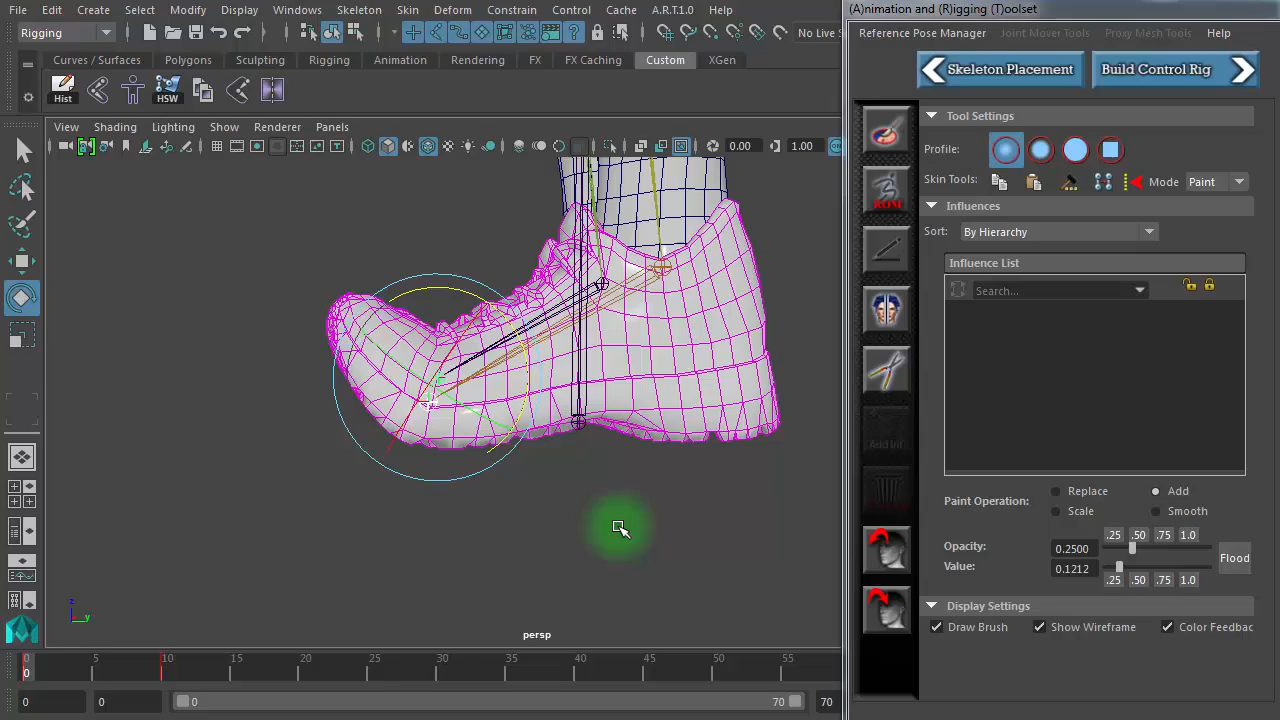 (A)nimation and (R)igging (T)oolset
File Edit Create Select Modify Display Windows Skeleton Skin Deform Constrain Control Cache A.R.T.1.0 Help
Reference Pose Manager Joint Mover Tools Proxy Mesh Tools Help
Rigging No Live S
Curves / Surfaces Polygons Sculpting Rigging Animation Rendering FX FX Caching Custom XGen
Skeleton Placement Build Control Rig
Hist HSW
View Shading Lighting Show Renderer Panels
0.00 1.00
Tool Settings
Profile:
Skin Tools: Mode Paint
ROM
Influences
Sort: By Hierarchy
Influence List
Search...
Add Inf
Paint Operation: Replace Add
Scale Smooth
.25 .50 .75 1.0
Opacity: 0.2500
Value: 0.1212
Flood
.25 .50 .75 1.0
Display Settings
Draw Brush Show Wireframe Color Feedbac
z
y
persp
0 5 10 15 20 25 30 35 40 45 50 55
0
0 0 0 70 70